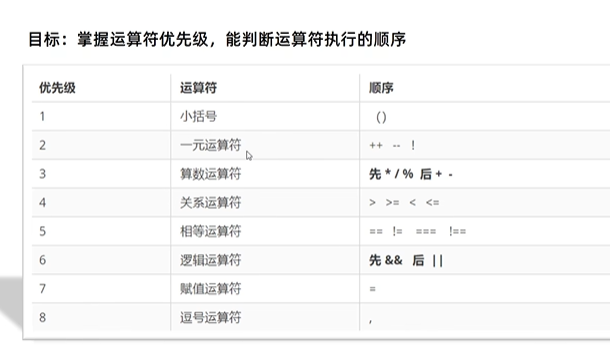 目标：掌握运算符优先级，能判断运算符执行的顺序
优先级 运算符 顺序
1 小括号 ()
2 一元运算符 ++ -- !
3 算数运算符 先 * / % 后 + -
4 关系运算符 > >= < <=
5 相等运算符 == != === !==
6 逻辑运算符 先 && 后 ||
7 赋值运算符 =
8 逗号运算符 ,